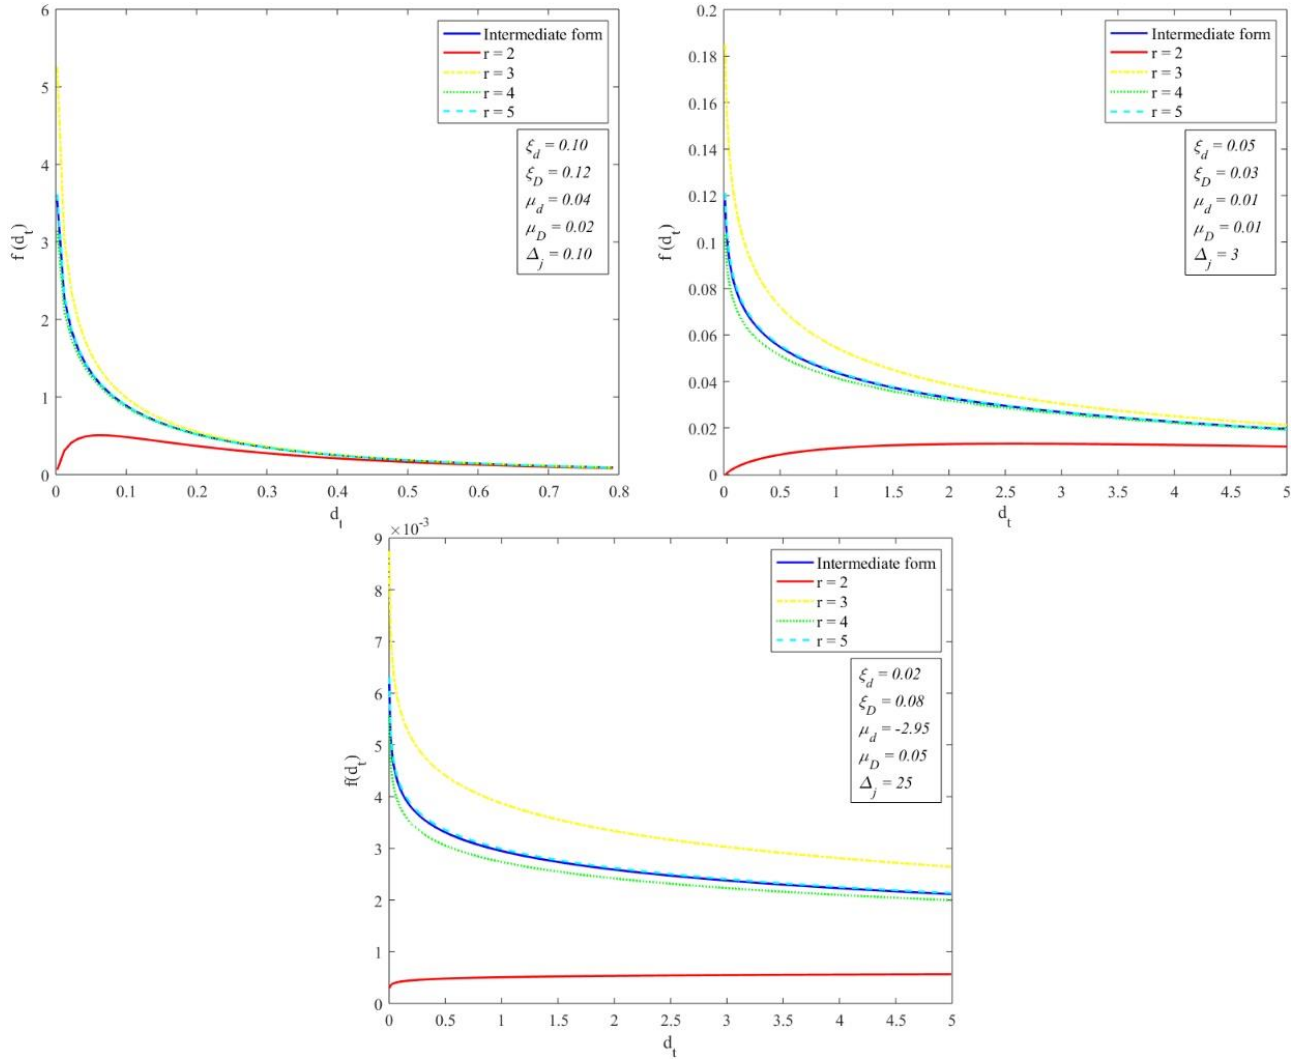 6
5
4
3
2
1
0
f (d_t)
0 0.1 0.2 0.3 0.4 0.5 0.6 0.7 0.8
d_t
Intermediate form
r = 2
r = 3
r = 4
r = 5
ξ_d = 0.10
ξ_D = 0.12
μ_d = 0.04
μ_D = 0.02
Δ_j = 0.10
0.2
0.18
0.16
0.14
0.12
0.1
0.08
0.06
0.04
0.02
0
f (d_t)
0 0.5 1 1.5 2 2.5 3 3.5 4 4.5 5
d_t
Intermediate form
r = 2
r = 3
r = 4
r = 5
ξ_d = 0.05
ξ_D = 0.03
μ_d = 0.01
μ_D = 0.01
Δ_j = 3
×10⁻³
9
8
7
6
5
4
3
2
1
0
f(d_t)
0 0.5 1 1.5 2 2.5 3 3.5 4 4.5 5
d_t
Intermediate form
r = 2
r = 3
r = 4
r = 5
ξ_d = 0.02
ξ_D = 0.08
μ_d = -2.95
μ_D = 0.05
Δ_j = 25